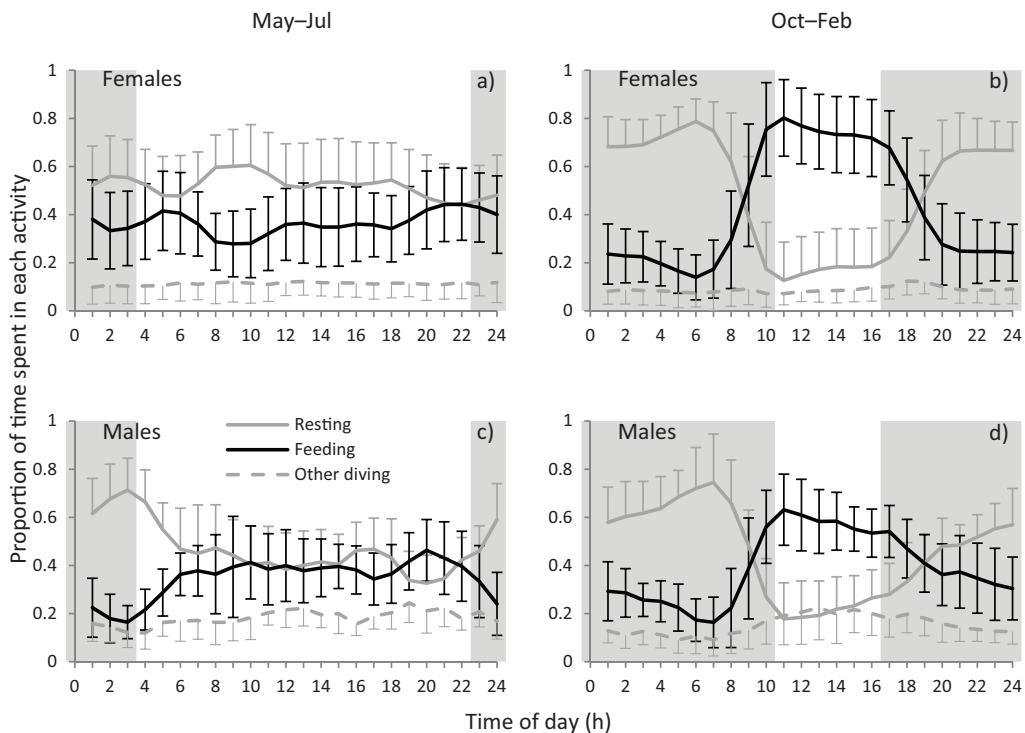 May–Jul
Oct–Feb
Proportion of time spent in each activity
Females
a)
1
0.8
0.6
0.4
0.2
0
0 2 4 6 8 10 12 14 16 18 20 22 24
Females
b)
1
0.8
0.6
0.4
0.2
0
0 2 4 6 8 10 12 14 16 18 20 22 24
Males
c)
Resting
Feeding
Other diving
1
0.8
0.6
0.4
0.2
0
0 2 4 6 8 10 12 14 16 18 20 22 24
Males
d)
1
0.8
0.6
0.4
0.2
0
0 2 4 6 8 10 12 14 16 18 20 22 24
Time of day (h)